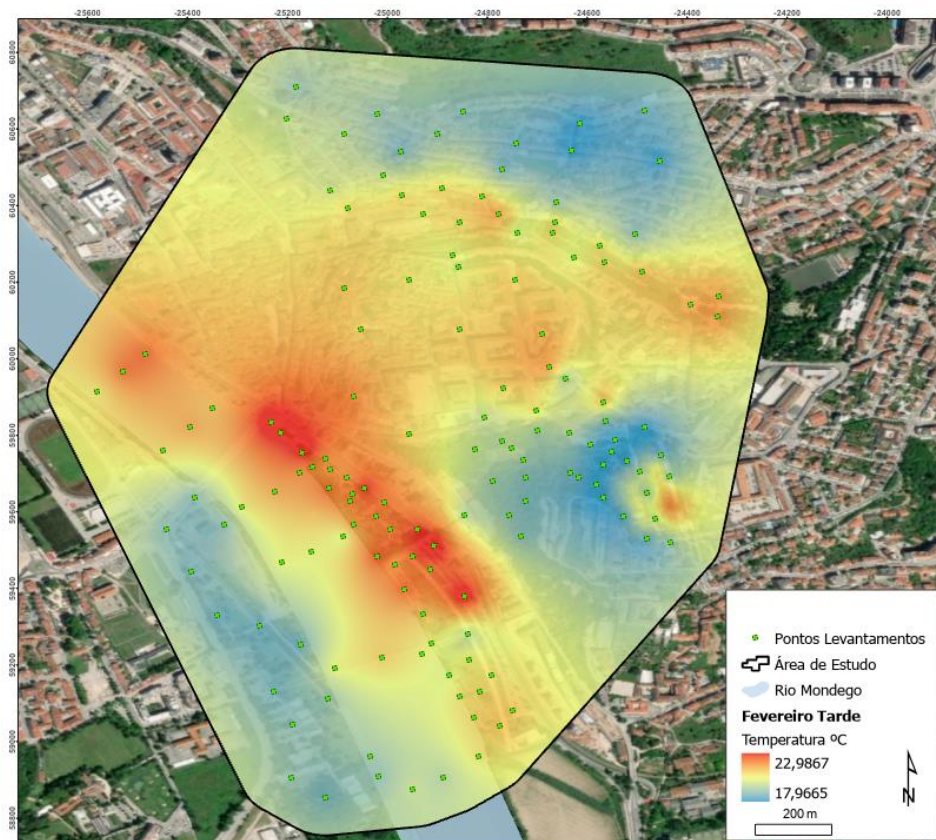 -25400 -25200 -25000 -24800 -24600 -24400 -24200 -24000
60800
60600
60400
60200
60000
59800
59600
59400
59200
59000
58800
Pontos Levantamentos
Área de Estudo
Rio Mondego
Fevereiro Tarde
Temperatura ºC
22,9867
17,9665
200 m
N